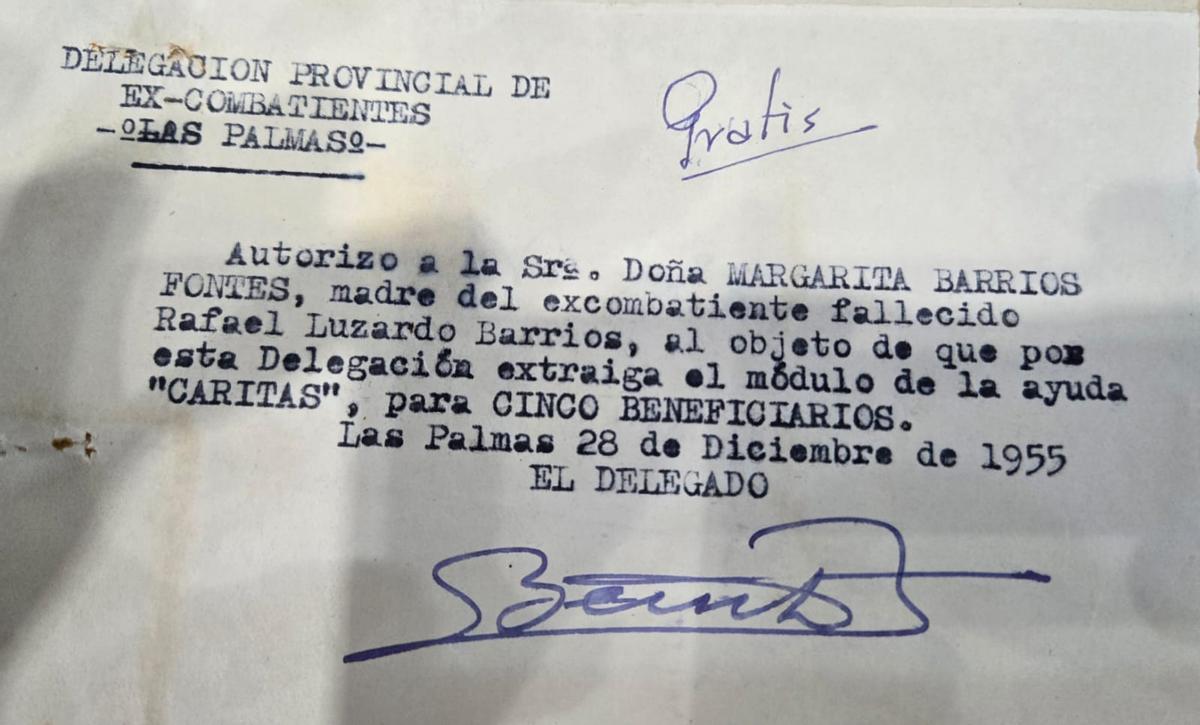 DELEGACION PROVINCIAL DE
EX-COMBATIENTES
-ºLAS PALMASº-
Gratis
Autorizo a la Srª. Doña MARGARITA BARRIOS
FONTES, madre del excombatiente fallecido
Rafael Luzardo Barrios, al objeto de que por
esta Delegación extraiga el módulo de la ayuda
"CARITAS", para CINCO BENEFICIARIOS.
Las Palmas 28 de Diciembre de 1955
EL DELEGADO